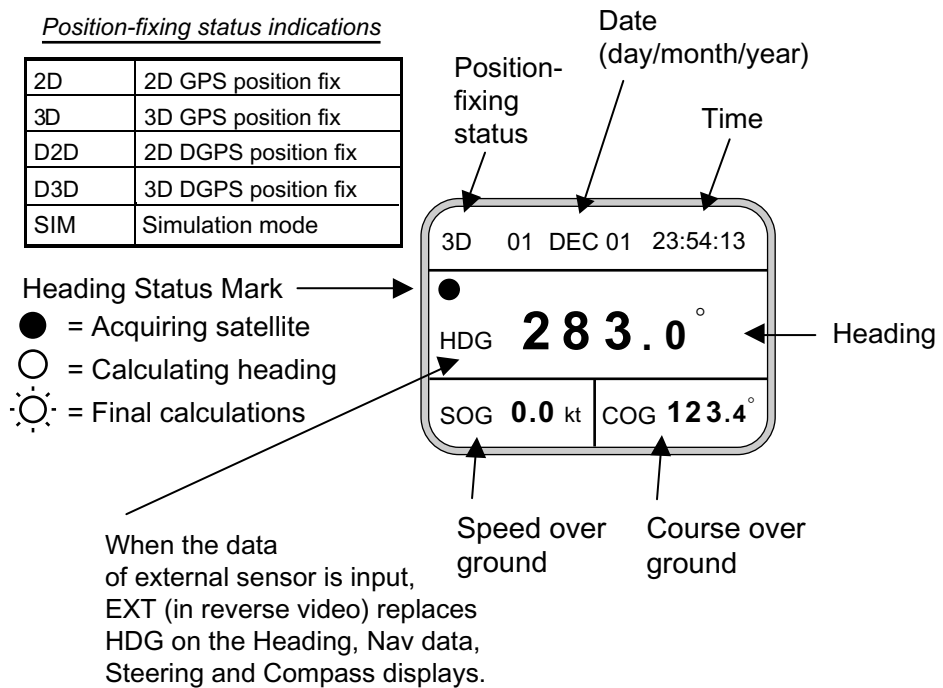 Position-fixing status indications
2D 2D GPS position fix
3D 3D GPS position fix
D2D 2D DGPS position fix
D3D 3D DGPS position fix
SIM Simulation mode
Position-
fixing
status
Date
(day/month/year)
Time
3D 01 DEC 01 23:54:13
Heading Status Mark
= Acquiring satellite
= Calculating heading
= Final calculations
HDG 283.0°
Heading
SOG 0.0 kt COG 123.4°
When the data
of external sensor is input,
EXT (in reverse video) replaces
HDG on the Heading, Nav data,
Steering and Compass displays.
Speed over
ground
Course over
ground